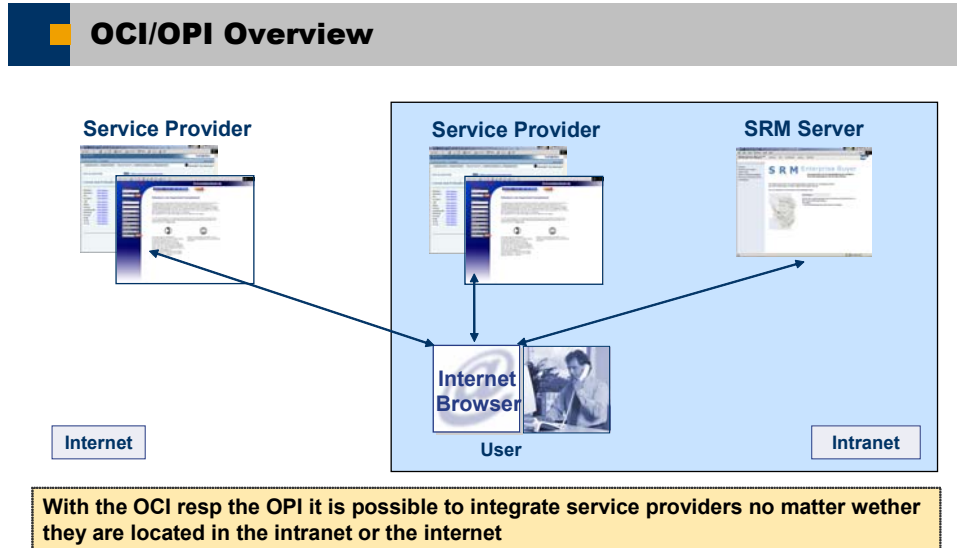 OCI/OPI Overview
Service Provider
Service Provider
SRM Server
SRM Enterprise Buyer
Internet
Browser
User
Internet
Intranet
With the OCI resp the OPI it is possible to integrate service providers no matter wether
they are located in the intranet or the internet